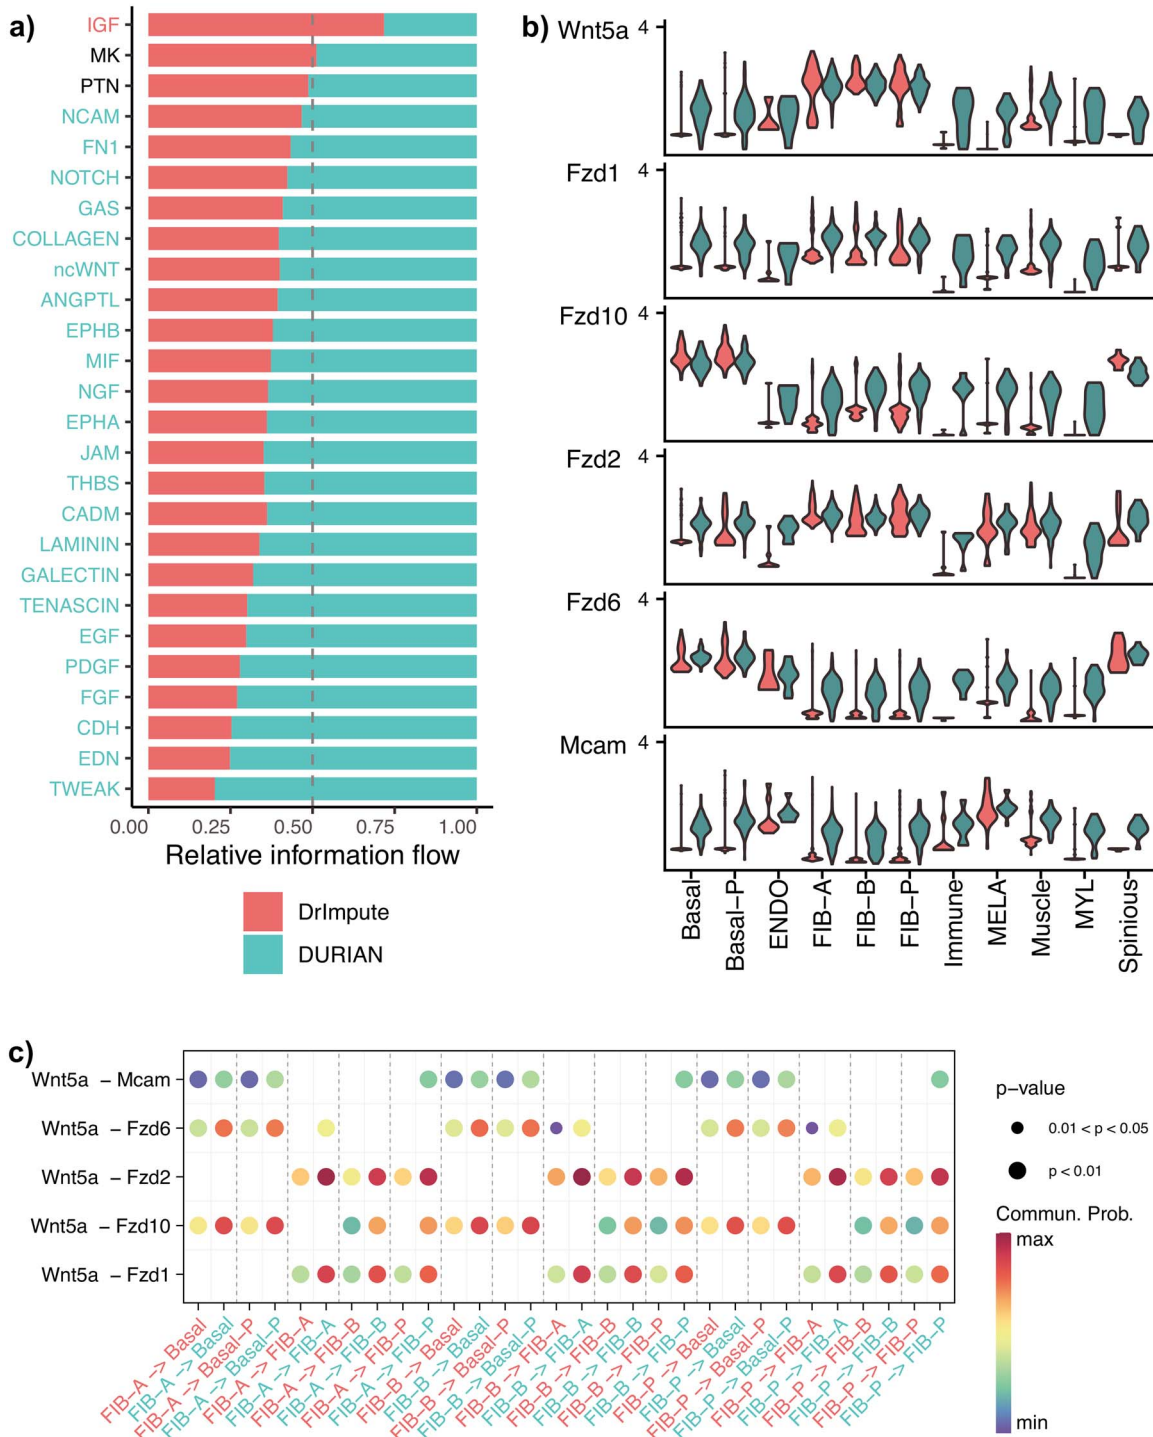 a)
IGF
MK
PTN
NCAM
FN1
NOTCH
GAS
COLLAGEN
ncWNT
ANGPTL
EPHB
MIF
NGF
EPHA
JAM
THBS
CADM
LAMININ
GALECTIN
TENASCIN
EGF
PDGF
FGF
CDH
EDN
TWEAK
0.00 0.25 0.50 0.75 1.00
Relative information flow
DrImpute
DURIAN
b)
Wnt5a 4
Fzd1 4
Fzd10 4
Fzd2 4
Fzd6 4
Mcam 4
Basal
Basal-P
ENDO
FIB-A
FIB-B
FIB-P
Immune
MELA
Muscle
MYL
Spinious
c)
Wnt5a - Mcam
Wnt5a - Fzd6
Wnt5a - Fzd2
Wnt5a - Fzd10
Wnt5a - Fzd1
FIB-A -> Basal
FIB-A -> Basal
FIB-A -> Basal-P
FIB-A -> Basal-P
FIB-A -> FIB-A
FIB-A -> FIB-A
FIB-A -> FIB-B
FIB-A -> FIB-B
FIB-A -> FIB-P
FIB-A -> FIB-P
FIB-B -> Basal
FIB-B -> Basal
FIB-B -> Basal-P
FIB-B -> Basal-P
FIB-B -> FIB-A
FIB-B -> FIB-A
FIB-B -> FIB-B
FIB-B -> FIB-B
FIB-B -> FIB-P
FIB-B -> FIB-P
FIB-P -> Basal
FIB-P -> Basal
FIB-P -> Basal-P
FIB-P -> Basal-P
FIB-P -> FIB-A
FIB-P -> FIB-A
FIB-P -> FIB-B
FIB-P -> FIB-B
FIB-P -> FIB-P
FIB-P -> FIB-P
p-value
0.01 < p < 0.05
p < 0.01
Commun. Prob.
max
min